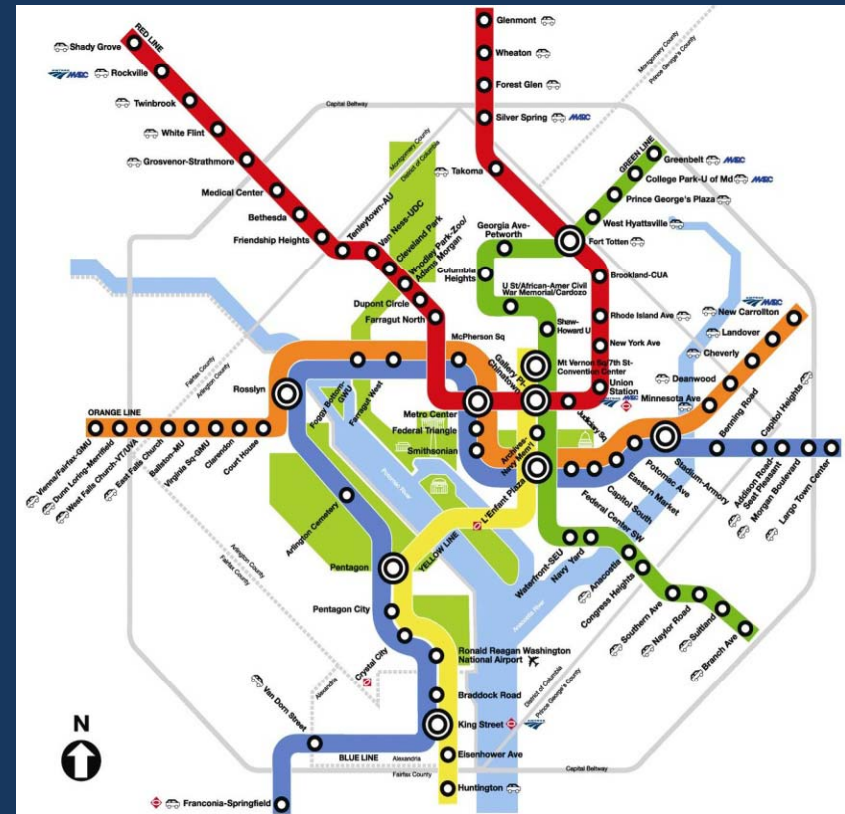 RED LINE
Shady Grove
Rockville
MARC
Twinbrook
White Flint
Grosvenor-Strathmore
Medical Center
Bethesda
Friendship Heights
Tenleytown-AU
Van Ness-UDC
Cleveland Park
Woodley Park-Zoo/
Adams Morgan
Dupont Circle
Farragut North
Glenmont
Wheaton
Forest Glen
Silver Spring
MARC
Takoma
Montgomery County
Prince George's County
Capital Beltway
Montgomery County
District of Columbia
GREEN LINE
Greenbelt
MARC
College Park-U of Md
MARC
Prince George's Plaza
West Hyattsville
Fort Totten
Georgia Ave-
Petworth
Columbia
Heights
U St/African-Amer Civil
War Memorial/Cardozo
Shaw-
Howard U
Mt Vernon Sq/7th St-
Convention Center
Gallery Pl-
Chinatown
Brookland-CUA
Rhode Island Ave
New York Ave
Union
Station
MARC
Judiciary Sq
MARC
New Carrollton
Landover
Cheverly
Deanwood
Minnesota Ave
Benning Road
Capitol Heights
Addison Road-
Seat Pleasant
Morgan Boulevard
Largo Town Center
Stadium-Armory
Potomac Ave
Eastern Market
Capitol South
Federal Center SW
McPherson Sq
Metro Center
Federal Triangle
Smithsonian
Archives-
Navy Mem'l
L'Enfant Plaza
Farragut West
Foggy Bottom-
GWU
Rosslyn
Fairfax County
Arlington County
ORANGE LINE
Vienna/Fairfax-GMU
Dunn Loring-Merrifield
West Falls Church-VT/UVA
East Falls Church
Ballston-MU
Virginia Sq-GMU
Clarendon
Court House
Arlington Cemetery
Potomac River
Pentagon
YELLOW LINE
Pentagon City
Crystal City
Arlington County
Fairfax County
Waterfront-SEU
Navy Yard
Anacostia
Congress Heights
Southern Ave
Naylor Road
Suitland
Branch Ave
Anacostia River
Ronald Reagan Washington
National Airport
District of Columbia
Prince George's County
Braddock Road
King Street
Alexandria
Van Dorn Street
BLUE LINE
Alexandria
Fairfax County
Eisenhower Ave
Huntington
Capital Beltway
Franconia-Springfield
N